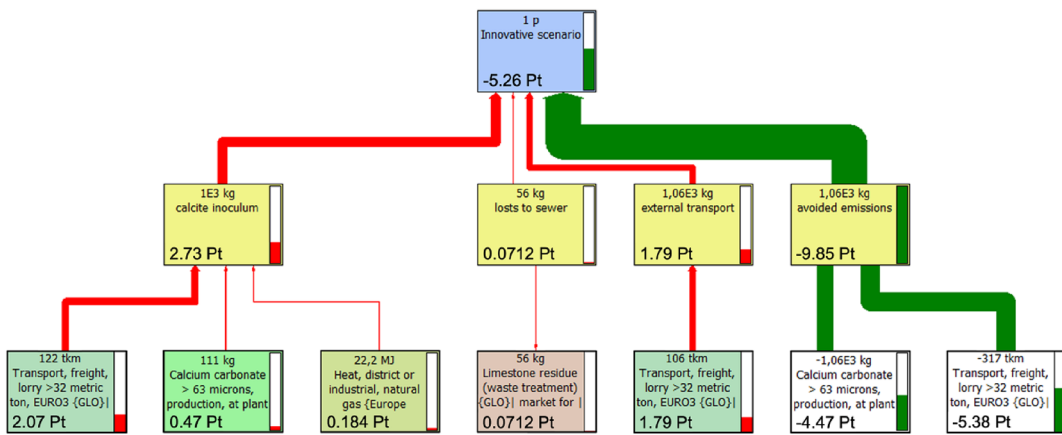 1 p
Innovative scenario
-5.26 Pt
1E3 kg
calcite inoculum
2.73 Pt
56 kg
losts to sewer
0.0712 Pt
1,06E3 kg
external transport
1.79 Pt
1,06E3 kg
avoided emissions
-9.85 Pt
122 tkm
Transport, freight,
lorry >32 metric
ton, EURO3 {GLO}|
2.07 Pt
111 kg
Calcium carbonate
> 63 microns,
production, at plant
0.47 Pt
22,2 MJ
Heat, district or
industrial, natural
gas {Europe
0.184 Pt
56 kg
Limestone residue
(waste treatment)
{GLO}| market for |
0.0712 Pt
106 tkm
Transport, freight,
lorry >32 metric
ton, EURO3 {GLO}|
1.79 Pt
-1,06E3 kg
Calcium carbonate
> 63 microns,
production, at plant
-4.47 Pt
-317 tkm
Transport, freight,
lorry >32 metric
ton, EURO3 {GLO}|
-5.38 Pt